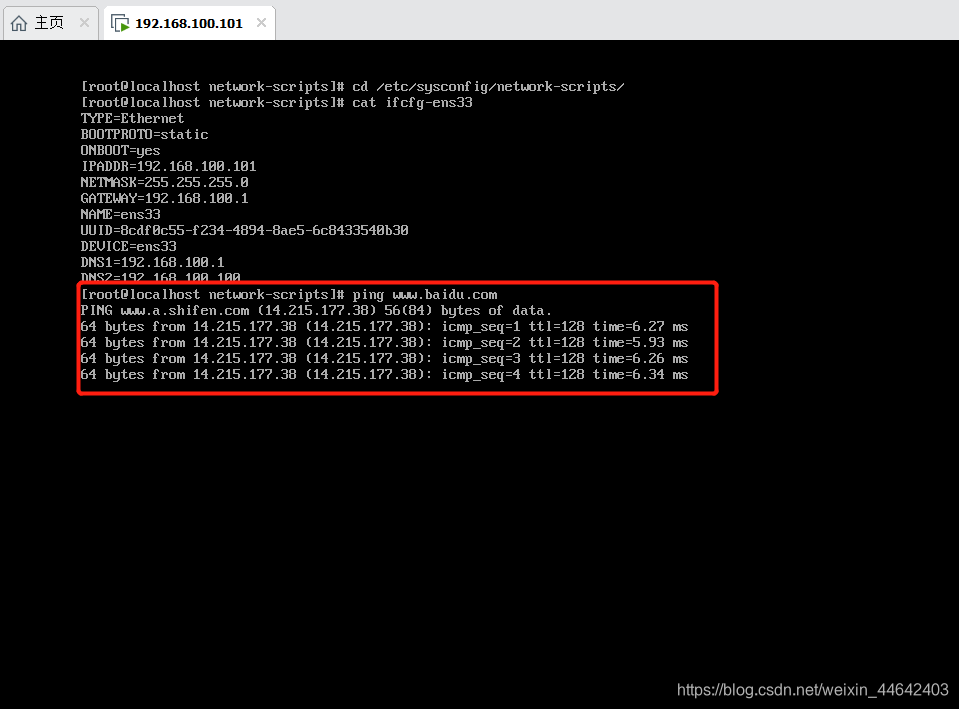 主页
192.168.100.101
[root@localhost network-scripts]# cd /etc/sysconfig/network-scripts/
[root@localhost network-scripts]# cat ifcfg-ens33
TYPE=Ethernet
BOOTPROTO=static
ONBOOT=yes
IPADDR=192.168.100.101
NETMASK=255.255.255.0
GATEWAY=192.168.100.1
NAME=ens33
UUID=8cdf0c55-f234-4894-8ae5-6c8433540b30
DEVICE=ens33
DNS1=192.168.100.1
DNS2=192.168.100.100
[root@localhost network-scripts]# ping www.baidu.com
PING www.a.shifen.com (14.215.177.38) 56(84) bytes of data.
64 bytes from 14.215.177.38 (14.215.177.38): icmp_seq=1 ttl=128 time=6.27 ms
64 bytes from 14.215.177.38 (14.215.177.38): icmp_seq=2 ttl=128 time=5.93 ms
64 bytes from 14.215.177.38 (14.215.177.38): icmp_seq=3 ttl=128 time=6.26 ms
64 bytes from 14.215.177.38 (14.215.177.38): icmp_seq=4 ttl=128 time=6.34 ms
https://blog.csdn.net/weixin_44642403